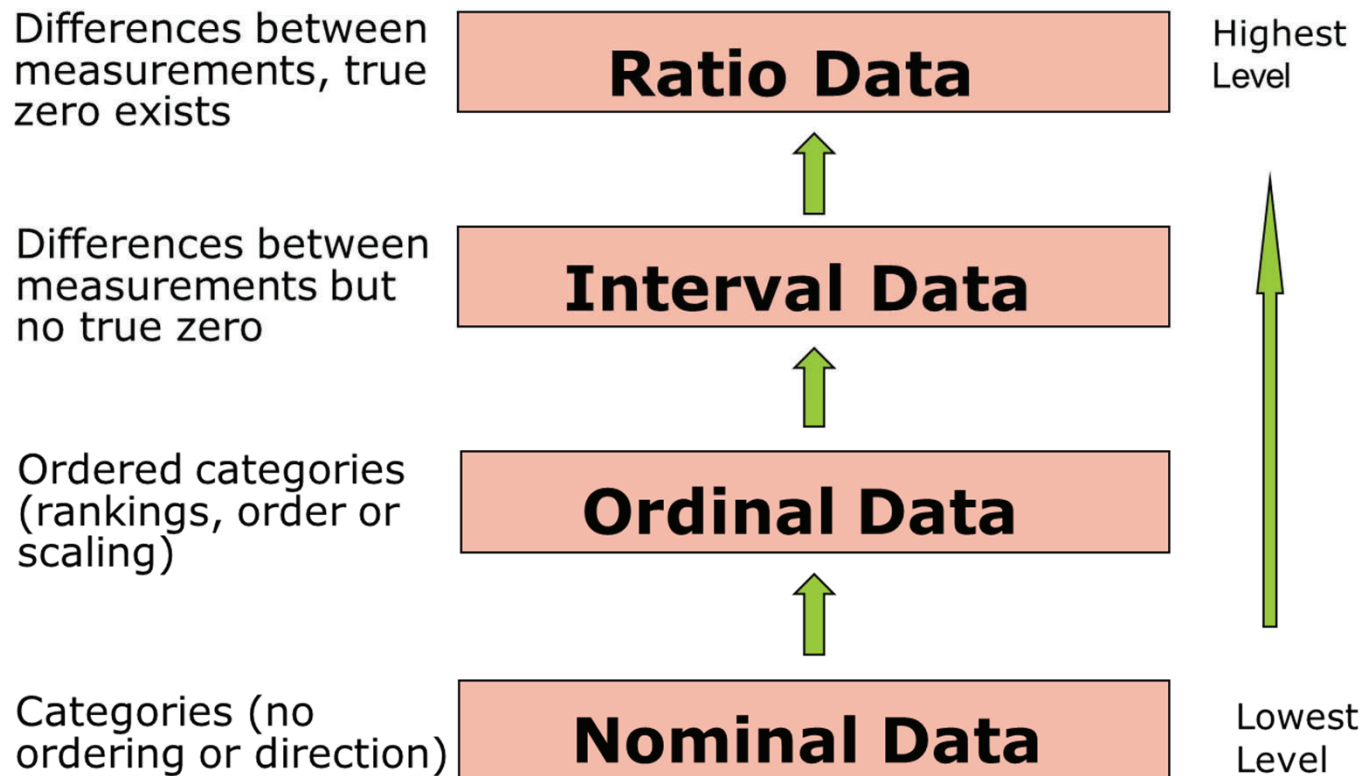 Differences between
measurements, true
zero exists
Ratio Data
Highest
Level
Differences between
measurements but
no true zero
Interval Data
Ordered categories
(rankings, order or
scaling)
Ordinal Data
Categories (no
ordering or direction)
Nominal Data
Lowest
Level